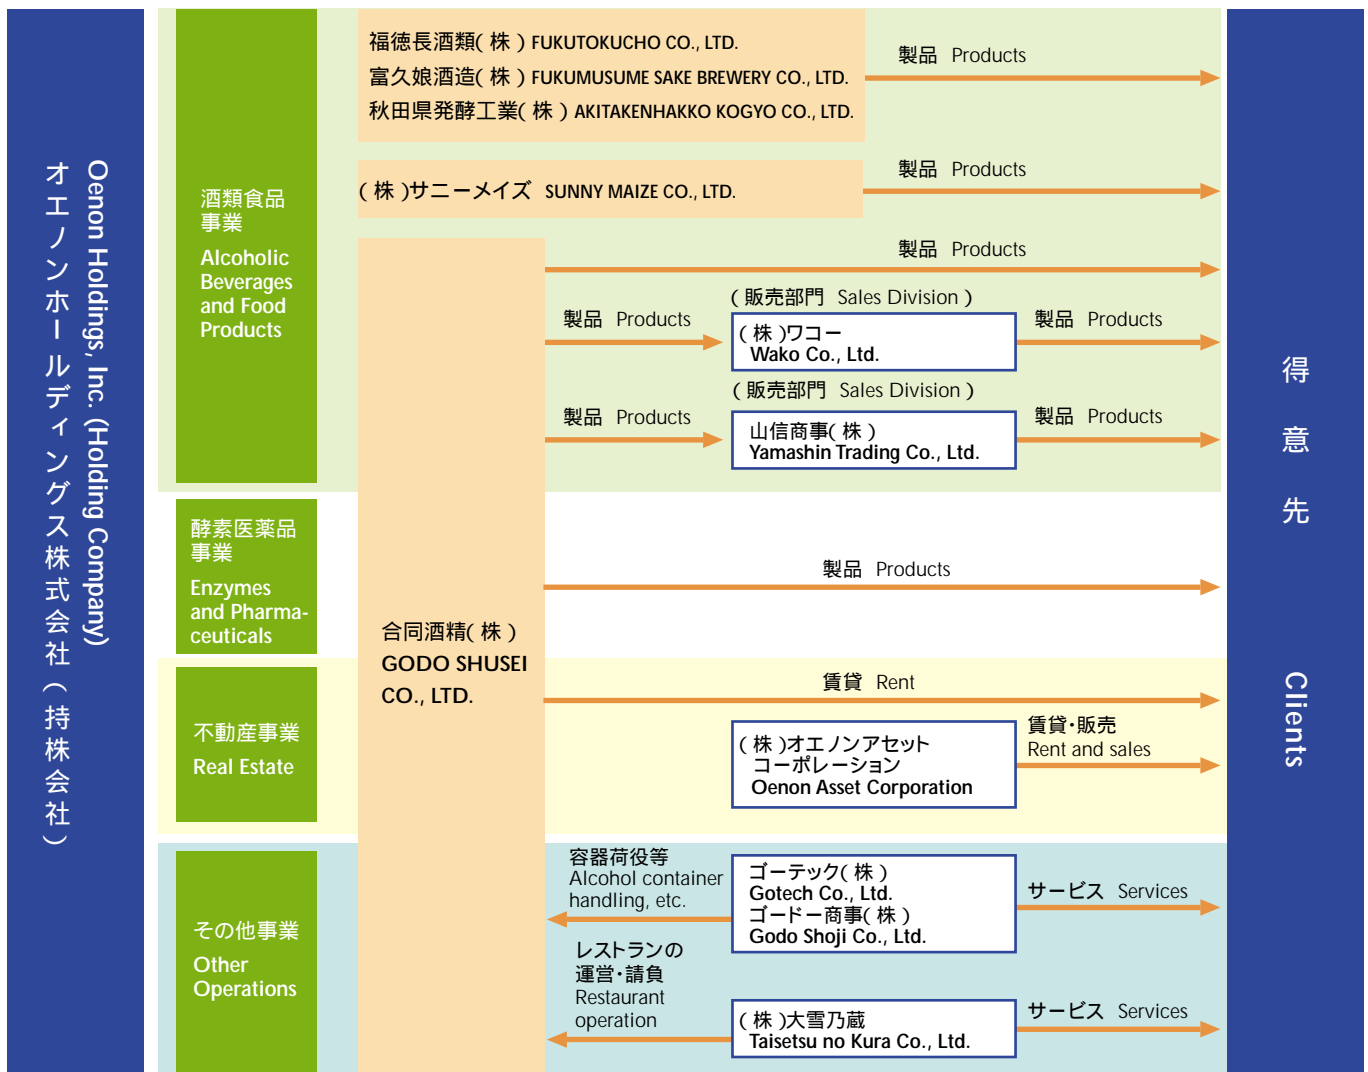 オエノンホールディングス株式会社(持株会社)
Oenon Holdings, Inc. (Holding Company)
酒類食品
事業
Alcoholic
Beverages
and Food
Products
福徳長酒類(株) FUKUTOKUCHO CO., LTD.
富久娘酒造(株) FUKUMUSUME SAKE BREWERY CO., LTD.
秋田県発酵工業(株) AKITAKENHAKKO KOGYO CO., LTD.
製品 Products
(株)サニーメイズ SUNNY MAIZE CO., LTD.
製品 Products
製品 Products
製品 Products
(販売部門 Sales Division)
(株)ワコー
Wako Co., Ltd.
製品 Products
製品 Products
(販売部門 Sales Division)
山信商事(株)
Yamashin Trading Co., Ltd.
製品 Products
酵素医薬品
事業
Enzymes
and Pharma-
ceuticals
製品 Products
合同酒精(株)
GODO SHUSEI
CO., LTD.
不動産事業
Real Estate
賃貸 Rent
(株)オエノンアセット
コーポレーション
Oenon Asset Corporation
賃貸・販売
Rent and sales
その他事業
Other
Operations
容器荷役等
Alcohol container
handling, etc.
ゴーテック(株)
Gotech Co., Ltd.
ゴードー商事(株)
Godo Shoji Co., Ltd.
サービス Services
レストランの
運営・請負
Restaurant
operation
(株)大雪乃蔵
Taisetsu no Kura Co., Ltd.
サービス Services
得意先
Clients